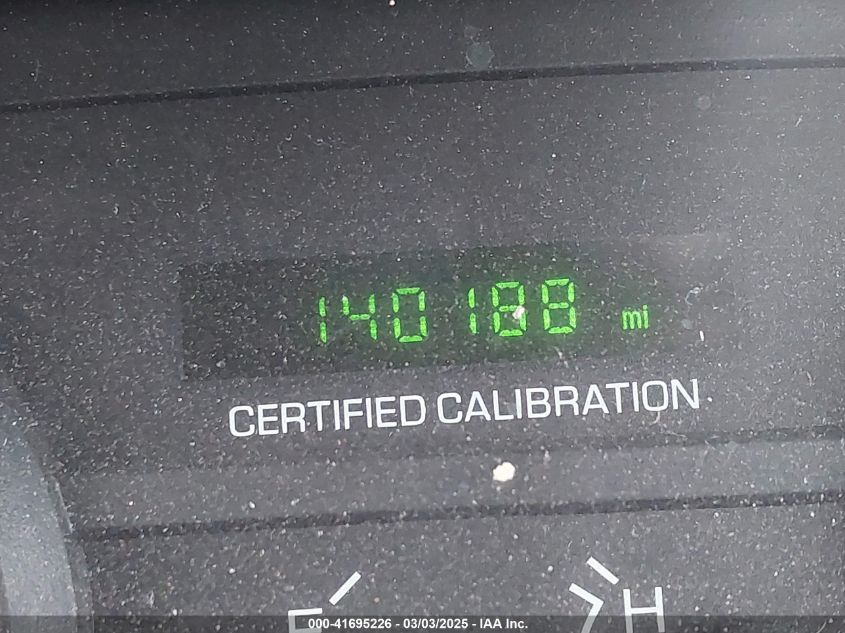 140188 mi
CERTIFIED CALIBRATION
F H
000-41695226 - 03/03/2025 - IAA Inc.